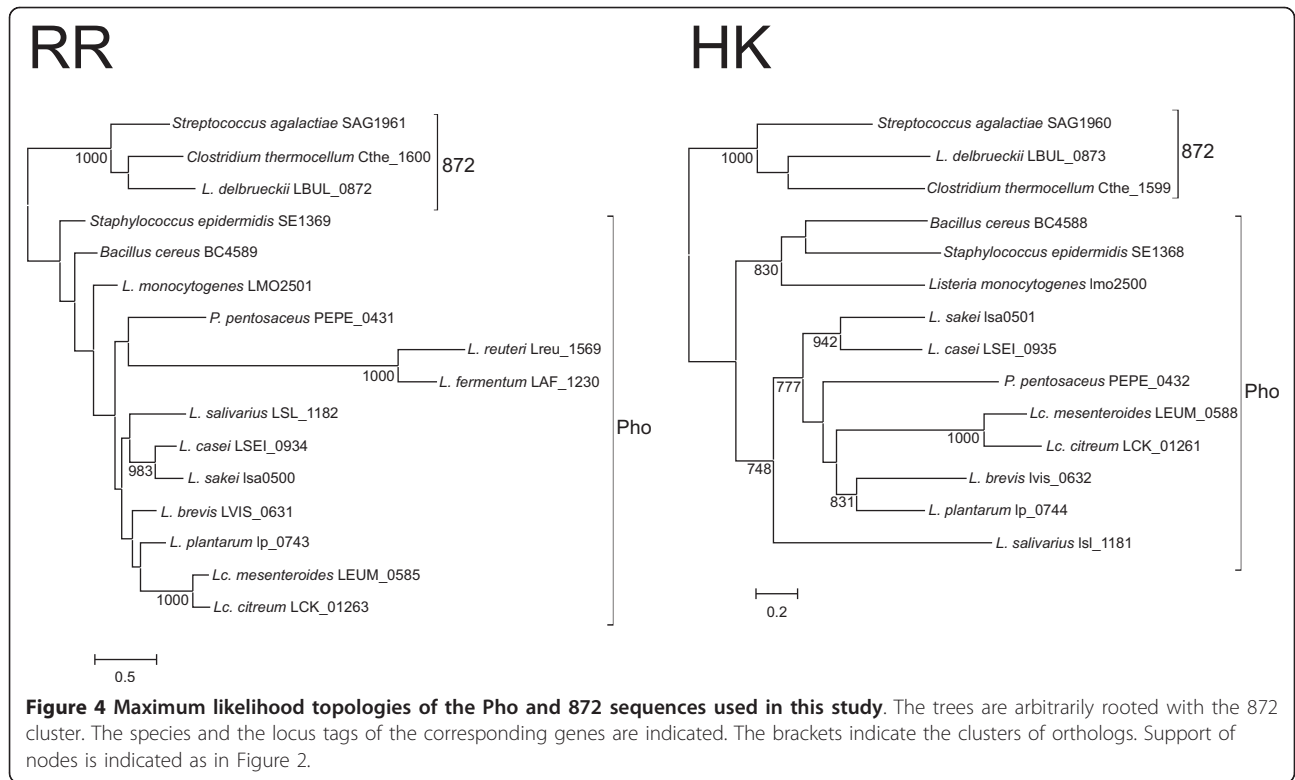 RR
Streptococcus agalactiae SAG1961
1000
Clostridium thermocellum Cthe_1600
872
L. delbrueckii LBUL_0872
Staphylococcus epidermidis SE1369
Bacillus cereus BC4589
L. monocytogenes LMO2501
P. pentosaceus PEPE_0431
L. reuteri Lreu_1569
1000
L. fermentum LAF_1230
L. salivarius LSL_1182
Pho
L. casei LSEI_0934
983
L. sakei lsa0500
L. brevis LVIS_0631
L. plantarum lp_0743
Lc. mesenteroides LEUM_0585
1000
Lc. citreum LCK_01263
0.5
HK
Streptococcus agalactiae SAG1960
1000
L. delbrueckii LBUL_0873
872
Clostridium thermocellum Cthe_1599
Bacillus cereus BC4588
Staphylococcus epidermidis SE1368
830
Listeria monocytogenes lmo2500
L. sakei lsa0501
942
L. casei LSEI_0935
777
P. pentosaceus PEPE_0432
Pho
Lc. mesenteroides LEUM_0588
1000
Lc. citreum LCK_01261
748
L. brevis lvis_0632
831
L. plantarum lp_0744
L. salivarius lsl_1181
0.2
Figure 4 Maximum likelihood topologies of the Pho and 872 sequences used in this study. The trees are arbitrarily rooted with the 872
cluster. The species and the locus tags of the corresponding genes are indicated. The brackets indicate the clusters of orthologs. Support of
nodes is indicated as in Figure 2.